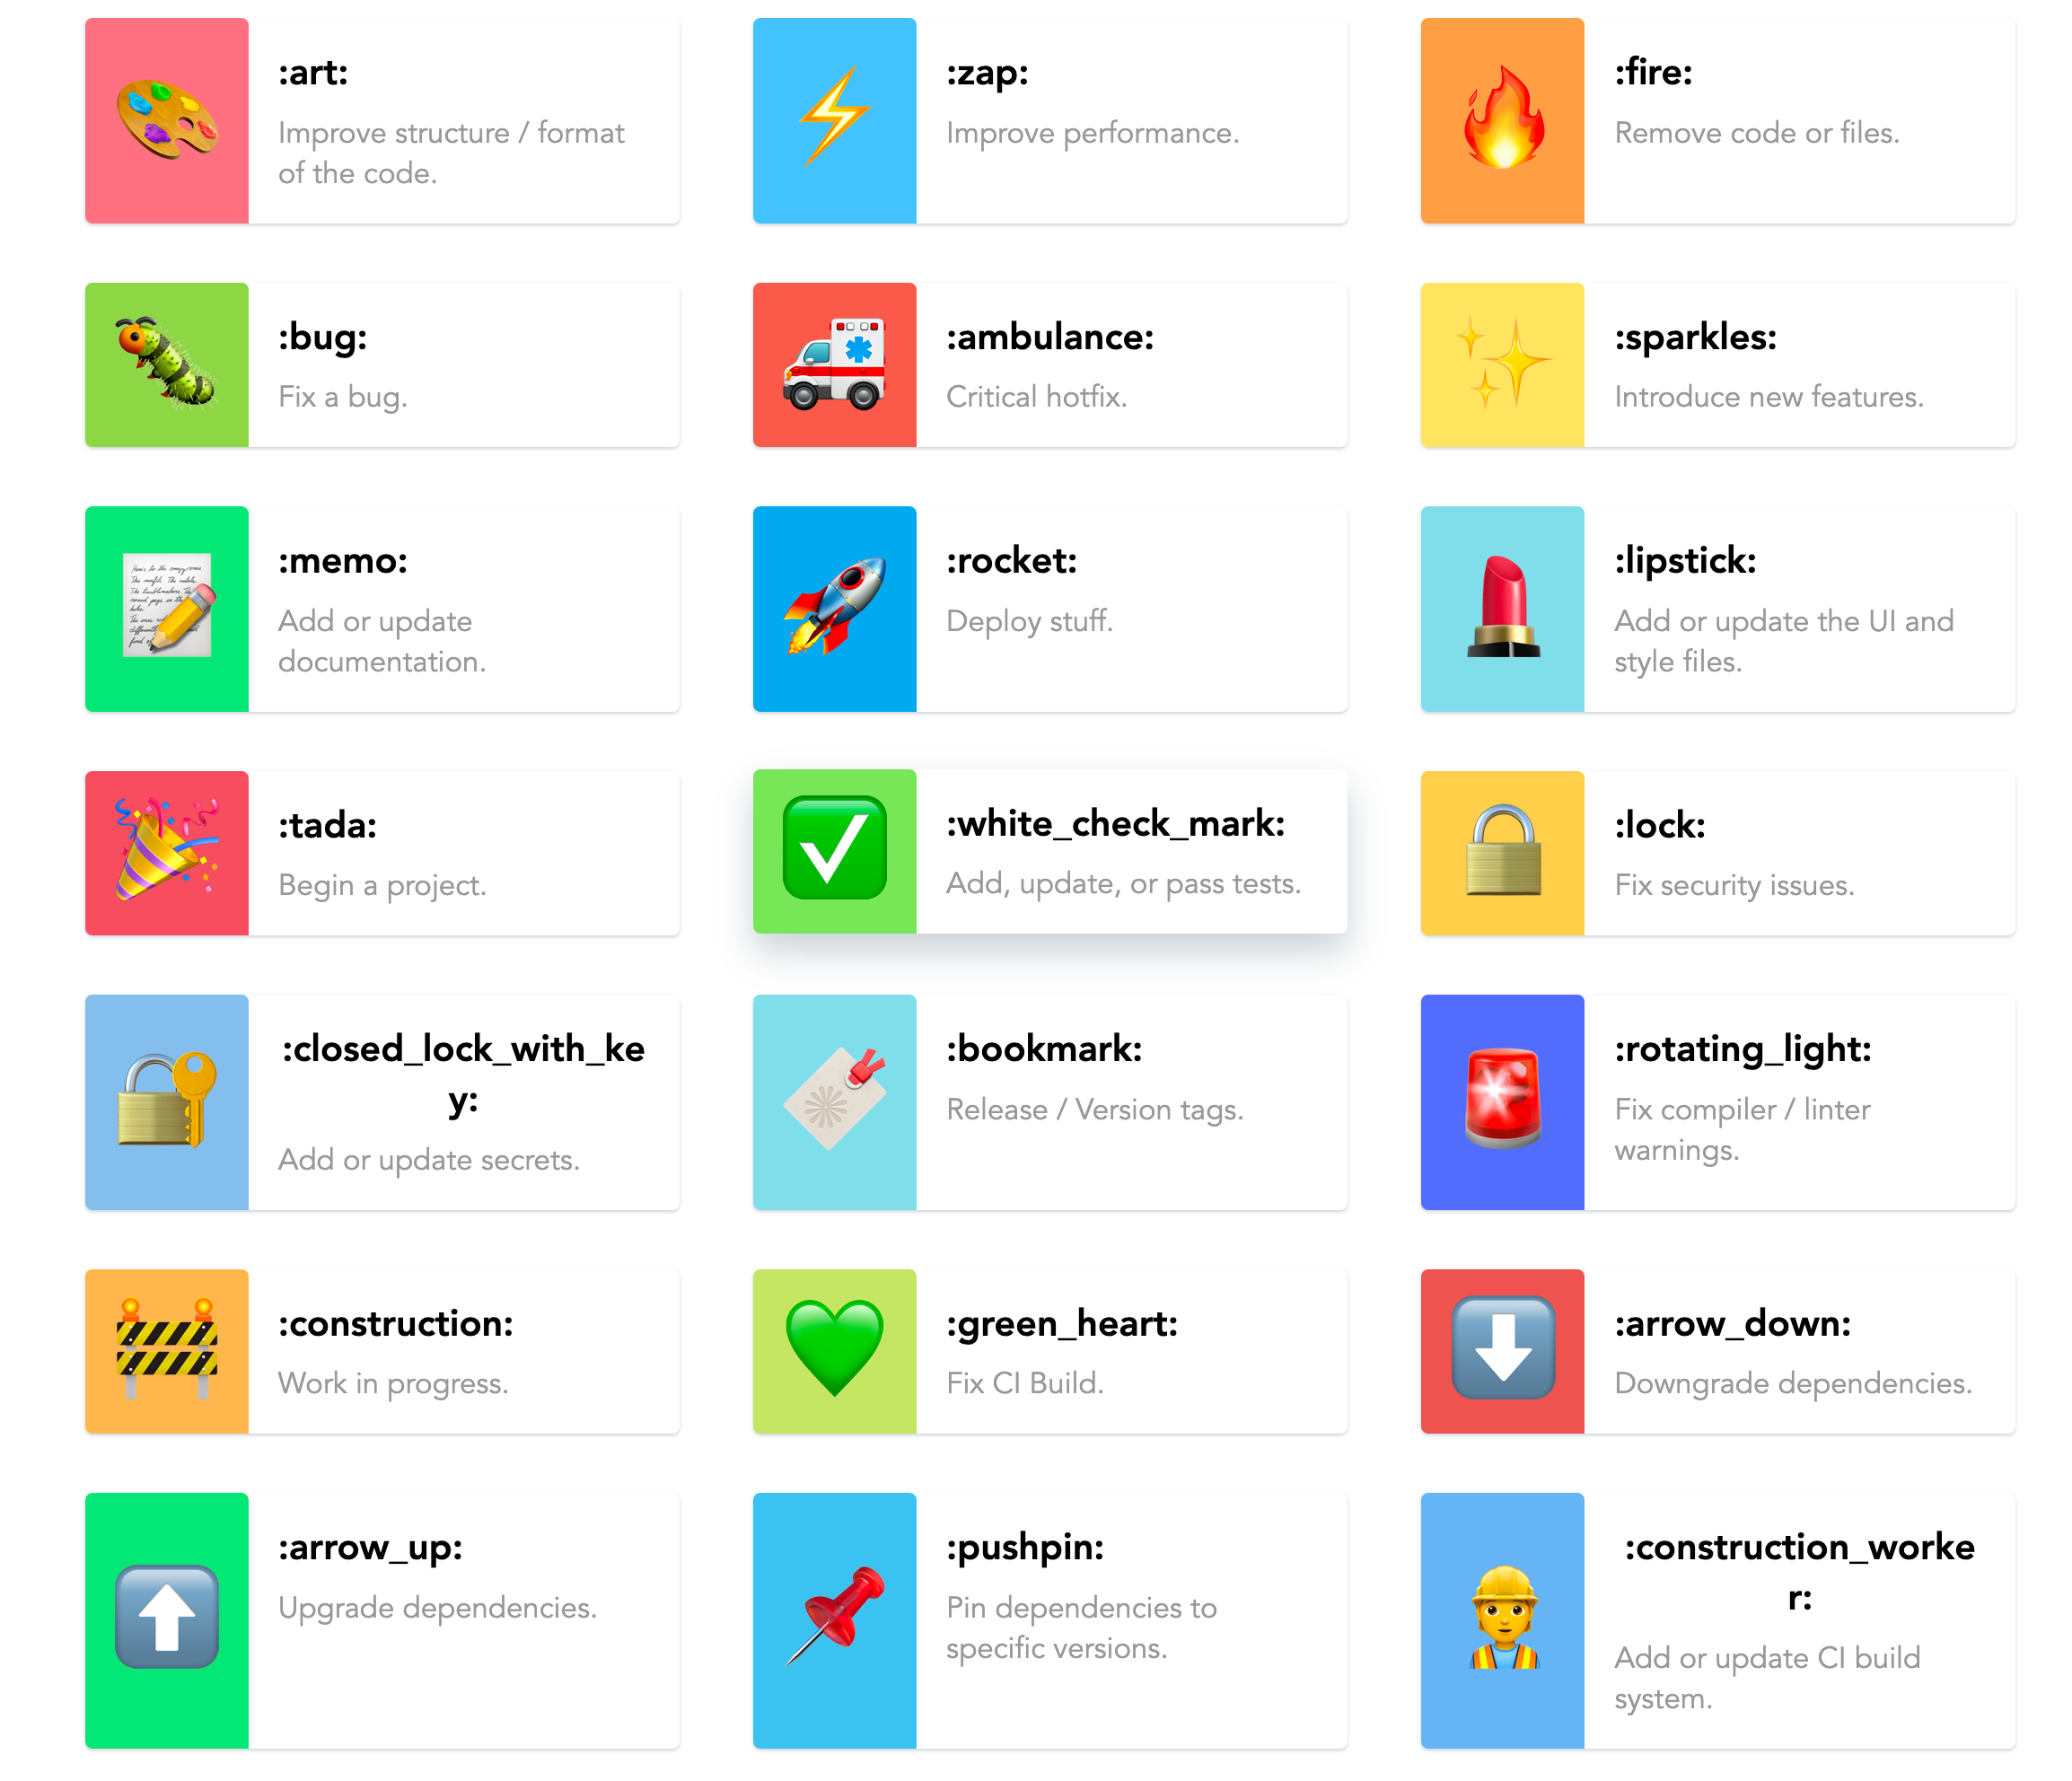 :art:
Improve structure / format
of the code.
:zap:
Improve performance.
:fire:
Remove code or files.
:bug:
Fix a bug.
:ambulance:
Critical hotfix.
:sparkles:
Introduce new features.
:memo:
Add or update
documentation.
:rocket:
Deploy stuff.
:lipstick:
Add or update the UI and
style files.
:tada:
Begin a project.
:white_check_mark:
Add, update, or pass tests.
:lock:
Fix security issues.
:closed_lock_with_ke
y:
Add or update secrets.
:bookmark:
Release / Version tags.
:rotating_light:
Fix compiler / linter
warnings.
:construction:
Work in progress.
:green_heart:
Fix CI Build.
:arrow_down:
Downgrade dependencies.
:arrow_up:
Upgrade dependencies.
:pushpin:
Pin dependencies to
specific versions.
:construction_worke
r:
Add or update CI build
system.